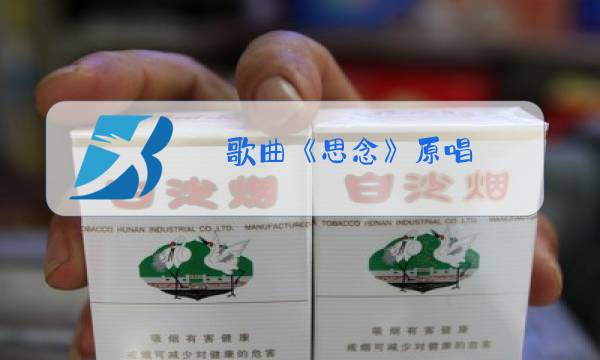 歌曲《思念》原唱
白沙烟
白沙烟
TOBACCO HUNAN INDUSTRIAL CO.,LTD. MANUFACTURED
TOBACCO HUNAN INDUSTRIAL CO.,LTD.
吸烟有害健康
戒烟可减少对健康的危害
吸烟有害健康
戒烟可减少对健康的危害